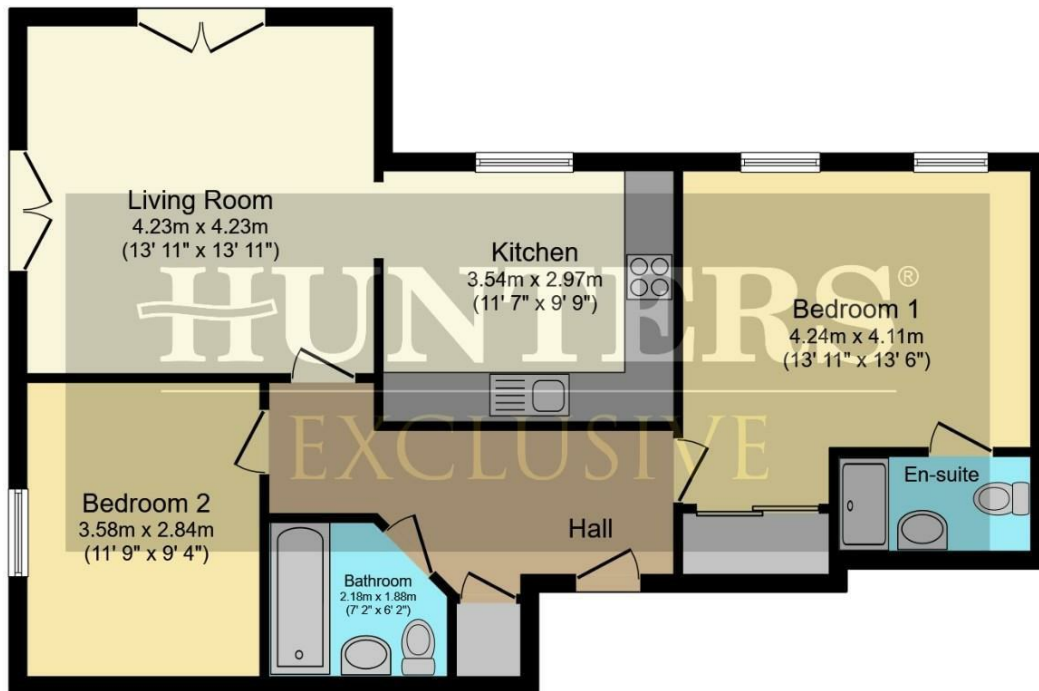 Living Room
4.23m x 4.23m
(13' 11" x 13' 11")
Kitchen
3.54m x 2.97m
(11' 7" x 9' 9")
Bedroom 1
4.24m x 4.11m
(13' 11" x 13' 6")
HUNTERS®
EXCLUSIVE
En-suite
Bedroom 2
3.58m x 2.84m
(11' 9" x 9' 4")
Hall
Bathroom
2.18m x 1.88m
(7' 2" x 6' 2")